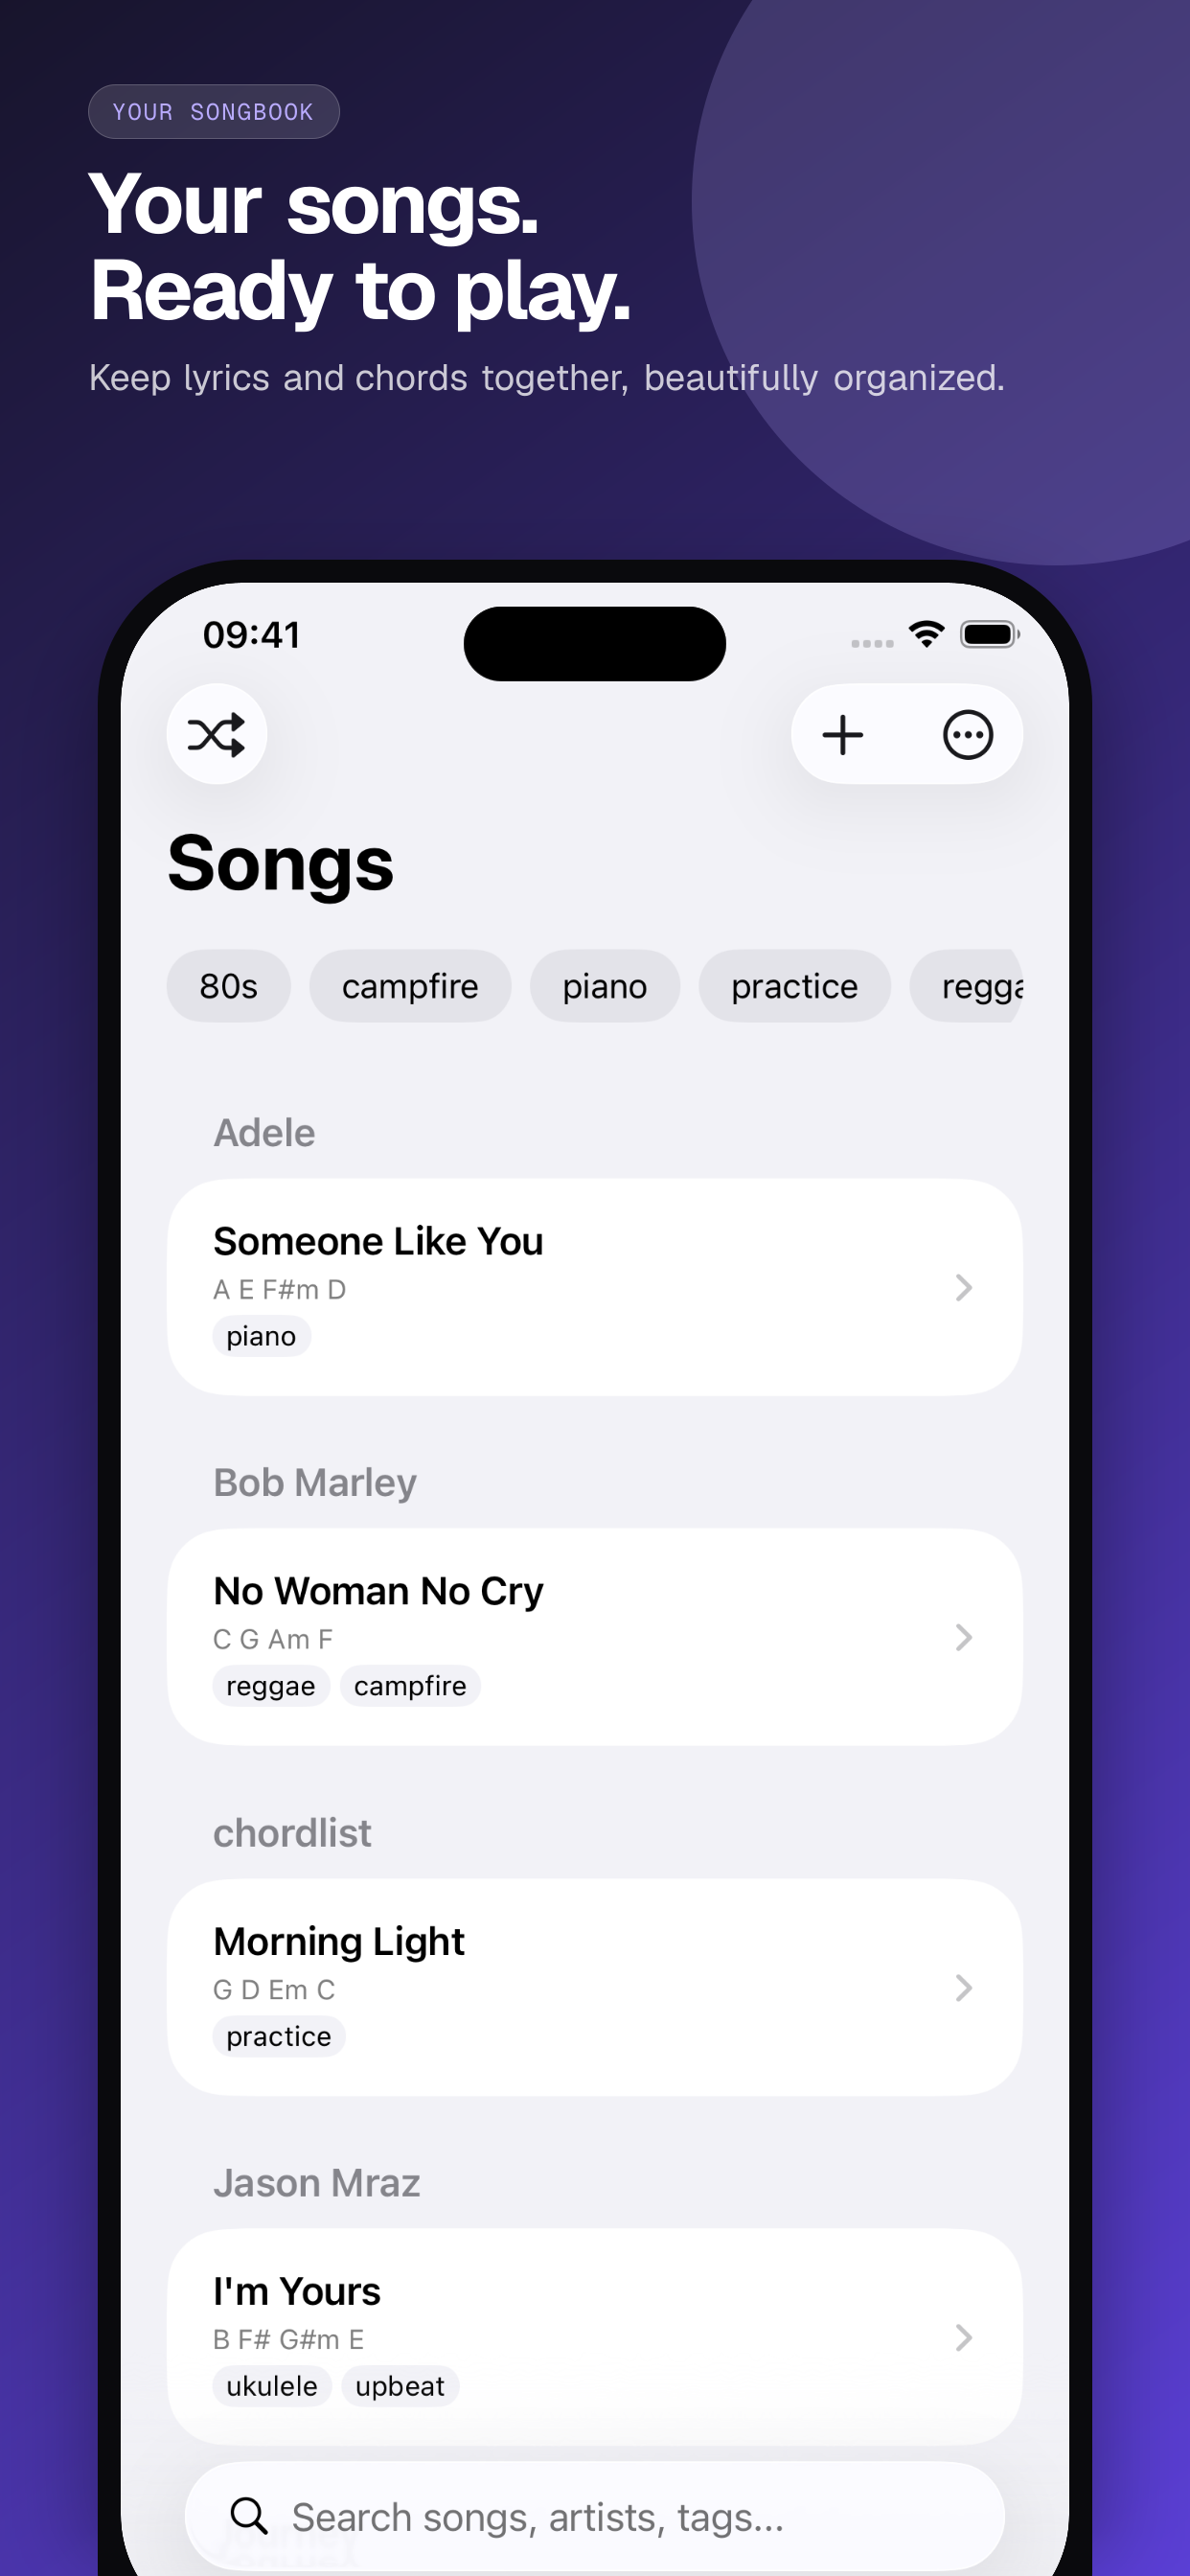 YOUR SONGBOOK
Your songs.
Ready to play.
Keep lyrics and chords together, beautifully organized.
09:41
Songs
80s campfire piano practice regga
Adele
Someone Like You
A E F#m D
piano
Bob Marley
No Woman No Cry
C G Am F
reggae campfire
chordlist
Morning Light
G D Em C
practice
Jason Mraz
I'm Yours
B F# G#m E
ukulele upbeat
Search songs, artists, tags...